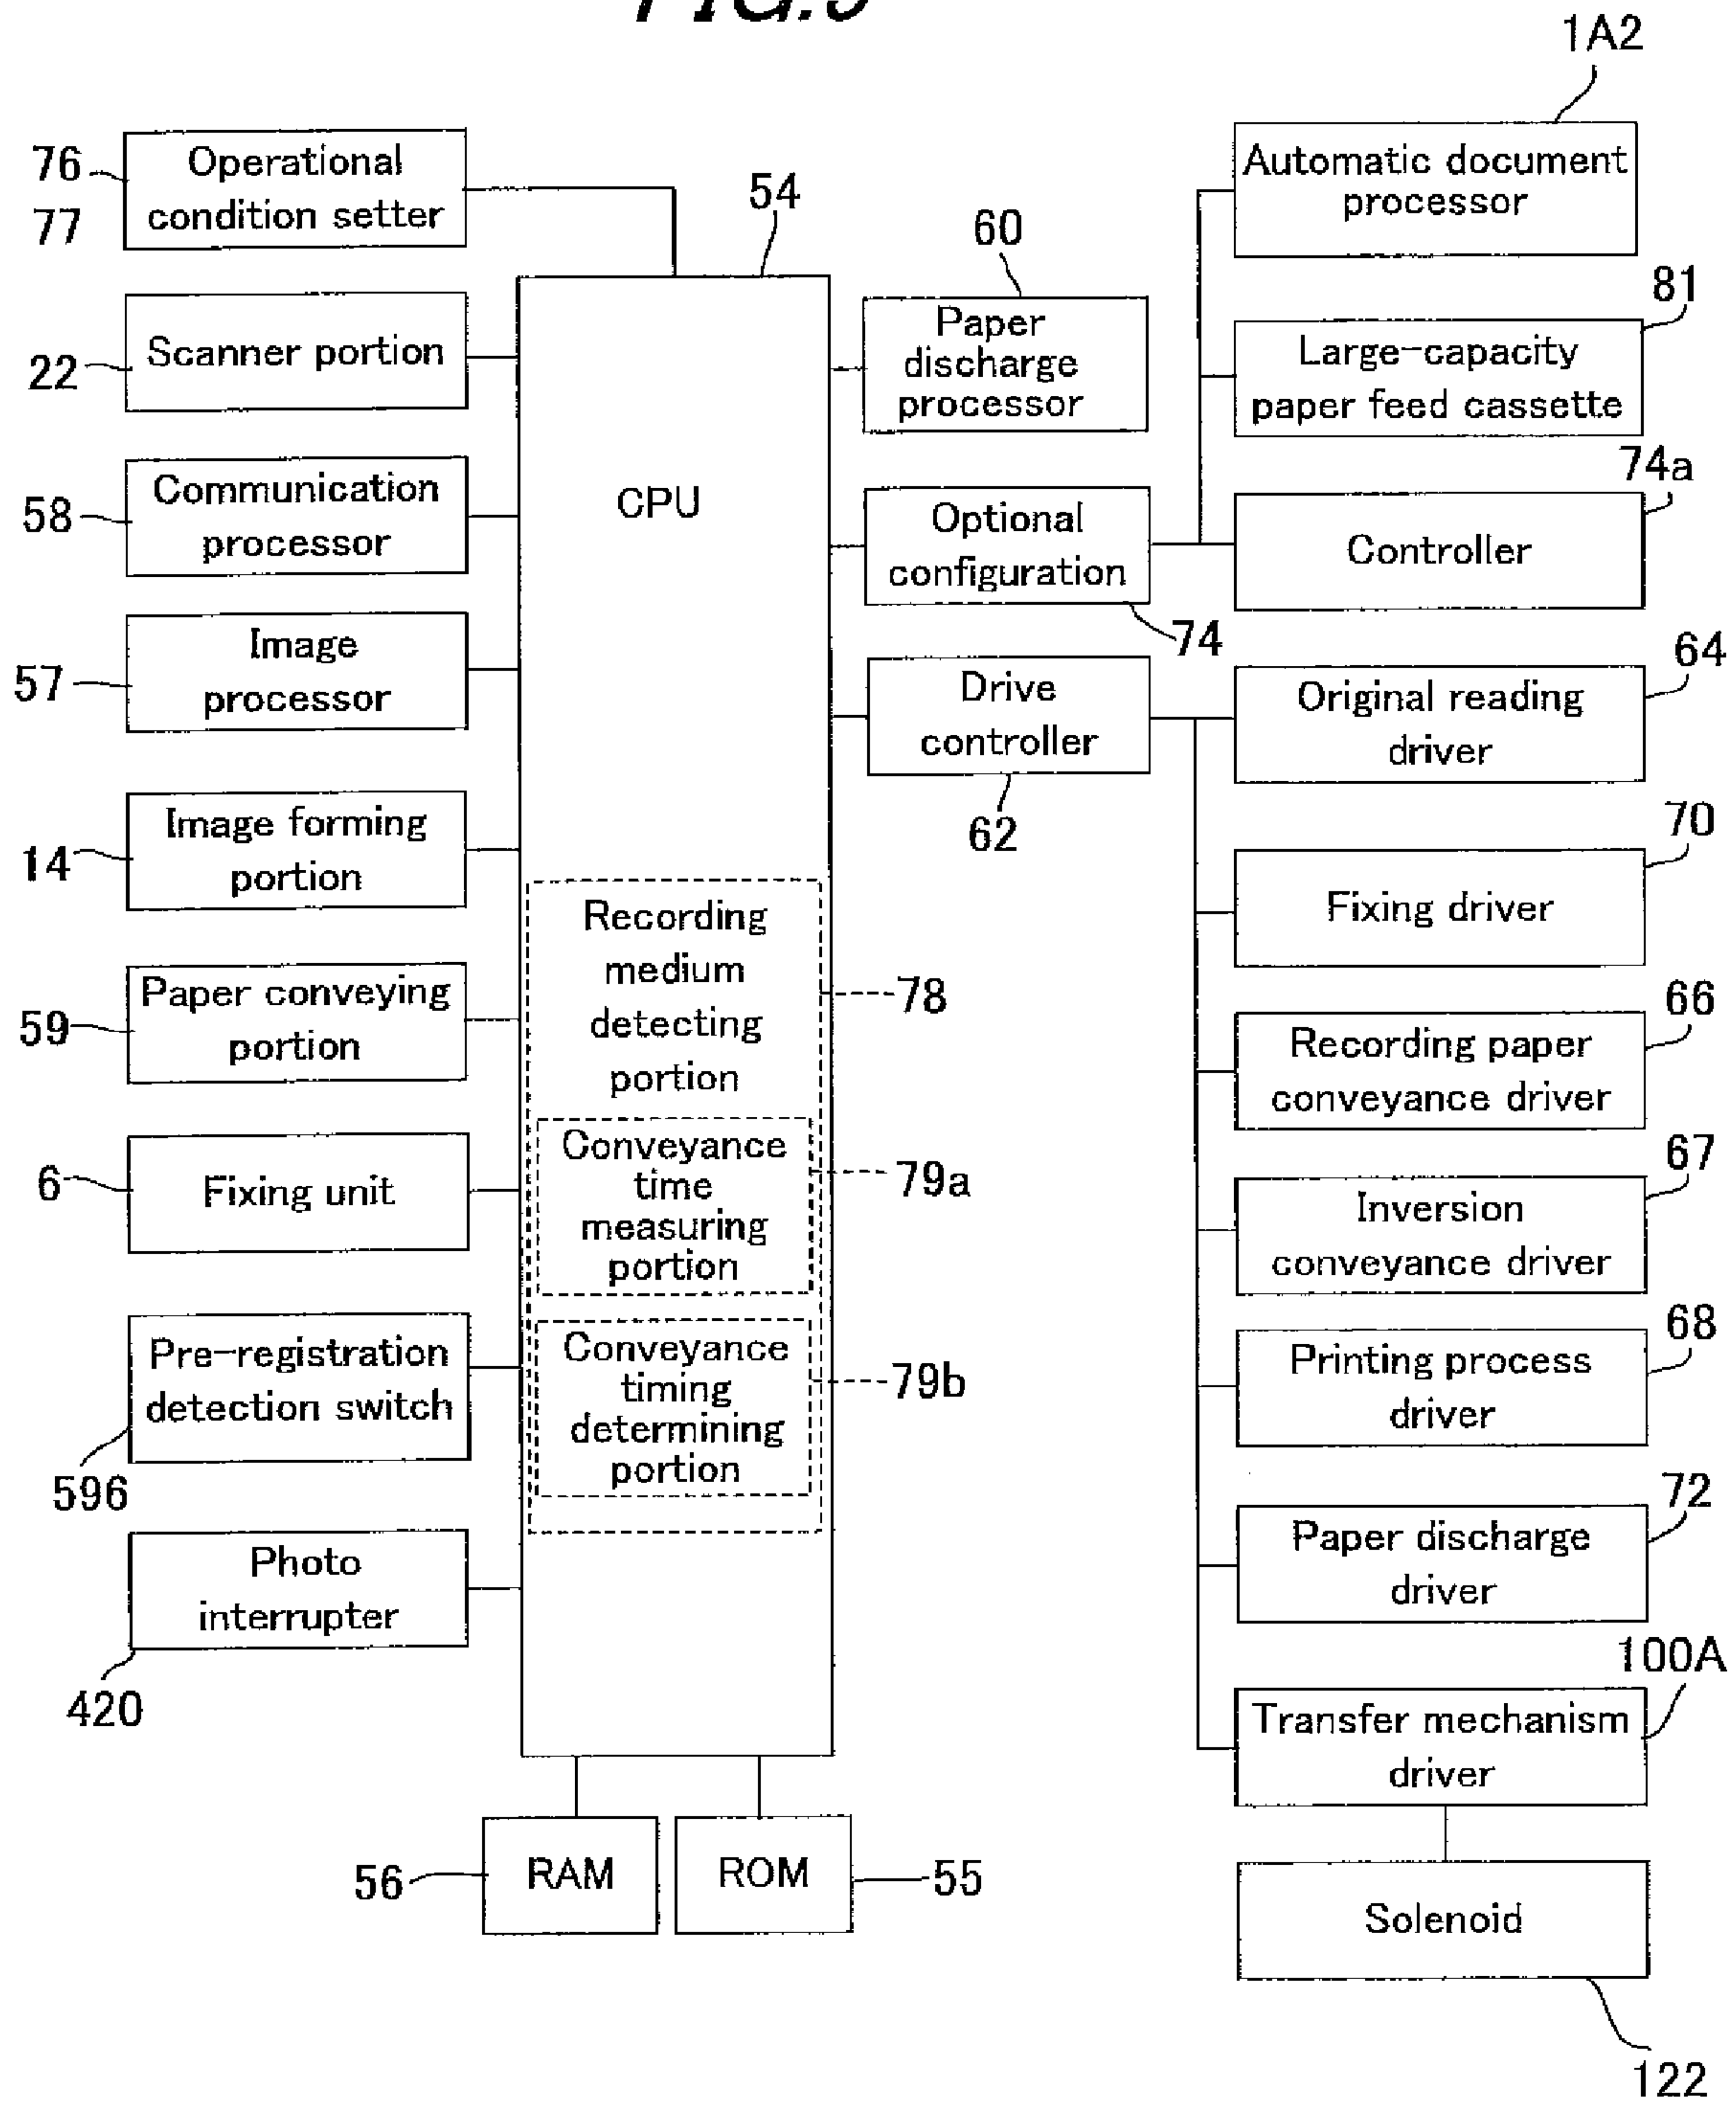 1A2
76
77
Operational
condition setter
54
60
Automatic document
processor
22
Scanner portion
Paper
discharge
processor
81
Large-capacity
paper feed cassette
58
Communication
processor
CPU
Optional
configuration
74
74a
Controller
57
Image
processor
Drive
controller
62
64
Original reading
driver
14
Image forming
portion
70
Fixing driver
Recording
medium
detecting
portion
78
59
Paper conveying
portion
66
Recording paper
conveyance driver
6
Fixing unit
Conveyance
time
measuring
portion
79a
67
Inversion
conveyance driver
Pre-registration
detection switch
596
Conveyance
timing
determining
portion
79b
68
Printing process
driver
Photo
interrupter
420
72
Paper discharge
driver
100A
Transfer mechanism
driver
56
RAM
ROM
55
Solenoid
122